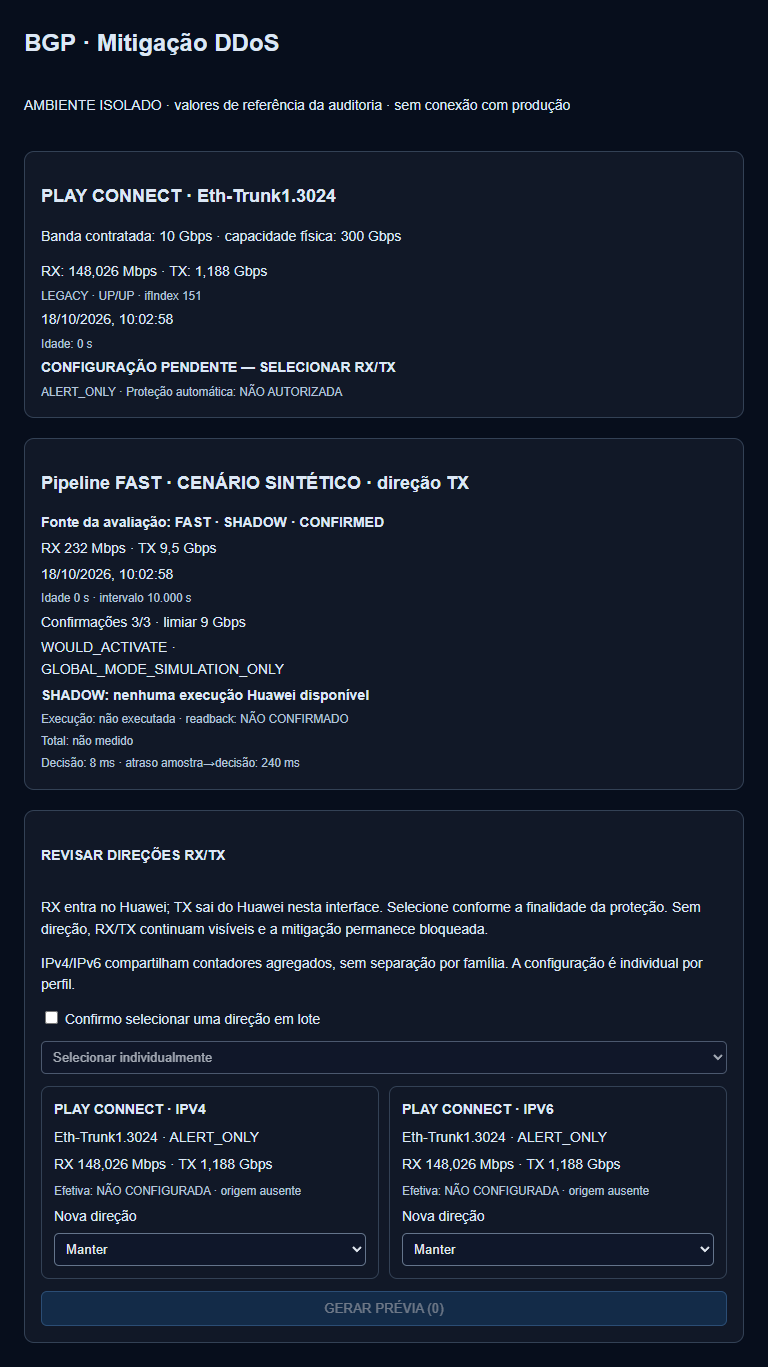 BGP · Mitigação DDoS
AMBIENTE ISOLADO · valores de referência da auditoria · sem conexão com produção
PLAY CONNECT · Eth-Trunk1.3024
Banda contratada: 10 Gbps · capacidade física: 300 Gbps
RX: 148,026 Mbps · TX: 1,188 Gbps
LEGACY · UP/UP · ifIndex 151
18/10/2026, 10:02:58
Idade: 0 s
CONFIGURAÇÃO PENDENTE — SELECIONAR RX/TX
ALERT_ONLY · Proteção automática: NÃO AUTORIZADA
Pipeline FAST · CENÁRIO SINTÉTICO · direção TX
Fonte da avaliação: FAST · SHADOW · CONFIRMED
RX 232 Mbps · TX 9,5 Gbps
18/10/2026, 10:02:58
Idade 0 s · intervalo 10.000 s
Confirmações 3/3 · limiar 9 Gbps
WOULD_ACTIVATE ·
GLOBAL_MODE_SIMULATION_ONLY
SHADOW: nenhuma execução Huawei disponível
Execução: não executada · readback: NÃO CONFIRMADO
Total: não medido
Decisão: 8 ms · atraso amostra→decisão: 240 ms
REVISAR DIREÇÕES RX/TX
RX entra no Huawei; TX sai do Huawei nesta interface. Selecione conforme a finalidade da proteção. Sem
direção, RX/TX continuam visíveis e a mitigação permanece bloqueada.
IPv4/IPv6 compartilham contadores agregados, sem separação por família. A configuração é individual por
perfil.
Confirmo selecionar uma direção em lote
Selecionar individualmente
PLAY CONNECT · IPV4
Eth-Trunk1.3024 · ALERT_ONLY
RX 148,026 Mbps · TX 1,188 Gbps
Efetiva: NÃO CONFIGURADA · origem ausente
Nova direção
Manter
PLAY CONNECT · IPV6
Eth-Trunk1.3024 · ALERT_ONLY
RX 148,026 Mbps · TX 1,188 Gbps
Efetiva: NÃO CONFIGURADA · origem ausente
Nova direção
Manter
GERAR PRÉVIA (0)